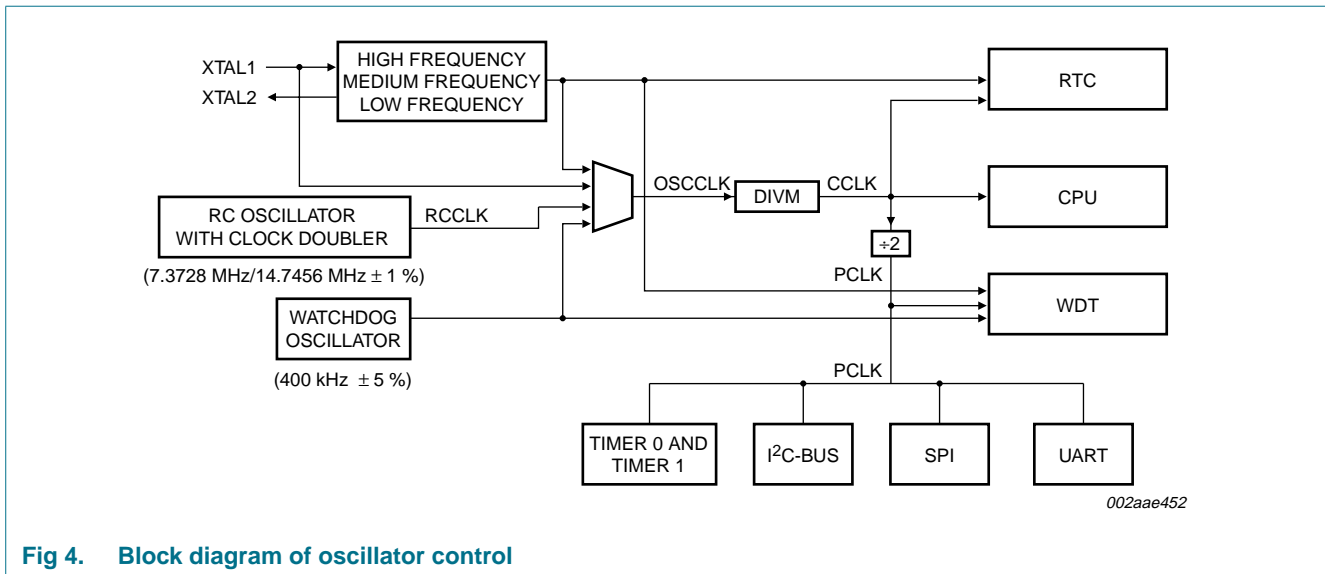 XTAL1
XTAL2
HIGH FREQUENCY
MEDIUM FREQUENCY
LOW FREQUENCY
RTC
OSCCLK
DIVM
CCLK
CPU
RC OSCILLATOR
WITH CLOCK DOUBLER
RCCLK
(7.3728 MHz/14.7456 MHz ± 1 %)
÷2
PCLK
WDT
WATCHDOG
OSCILLATOR
(400 kHz ± 5 %)
PCLK
TIMER 0 AND
TIMER 1
I²C-BUS
SPI
UART
002aae452
Fig 4. Block diagram of oscillator control